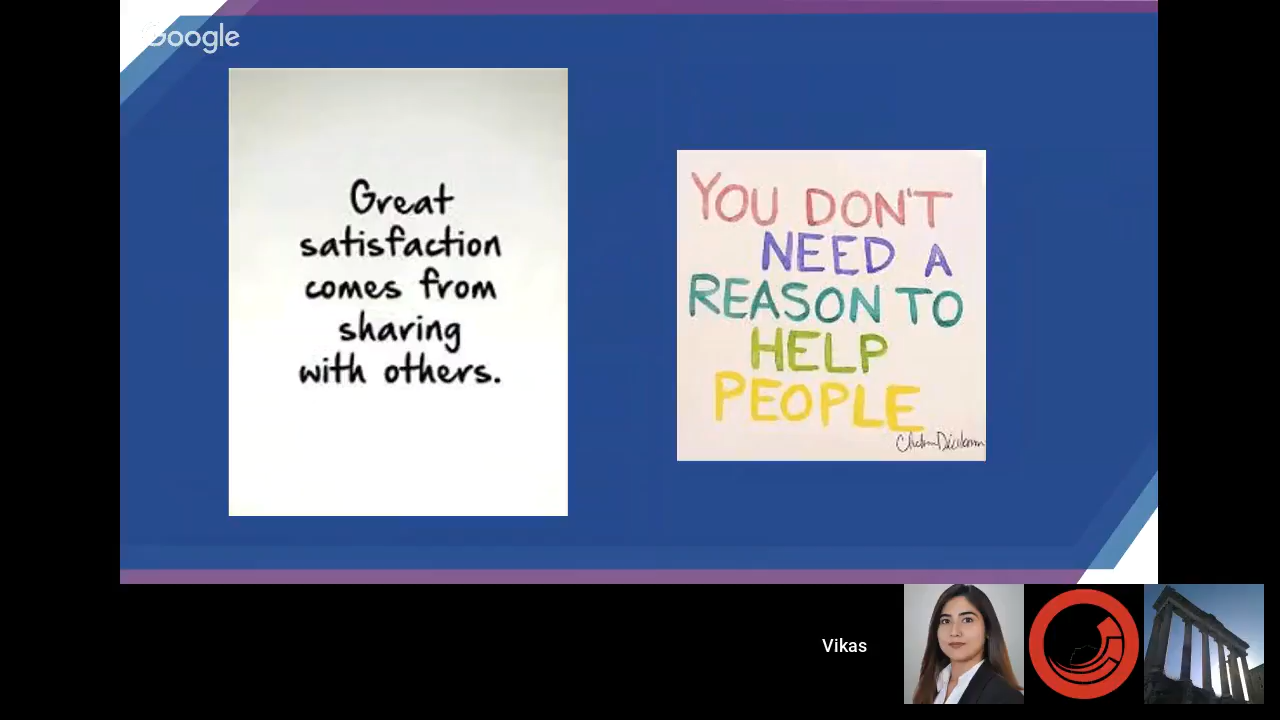 Google
Great
satisfaction
comes from
sharing
with others.
YOU DON'T
NEED A
REASON TO
HELP
PEOPLE
Vikas